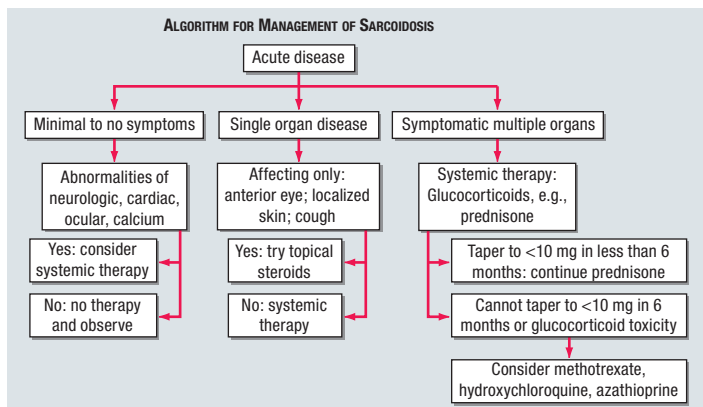 ALGORITHM FOR MANAGEMENT OF SARCOIDOSIS
Acute disease
Minimal to no symptoms
Abnormalities of
neurologic, cardiac,
ocular, calcium
Yes: consider
systemic therapy
No: no therapy
and observe
Single organ disease
Affecting only:
anterior eye; localized
skin; cough
Yes: try topical
steroids
No: systemic
therapy
Symptomatic multiple organs
Systemic therapy:
Glucocorticoids, e.g.,
prednisone
Taper to <10 mg in less than 6
months: continue prednisone
Cannot taper to <10 mg in 6
months or glucocorticoid toxicity
Consider methotrexate,
hydroxychloroquine, azathioprine